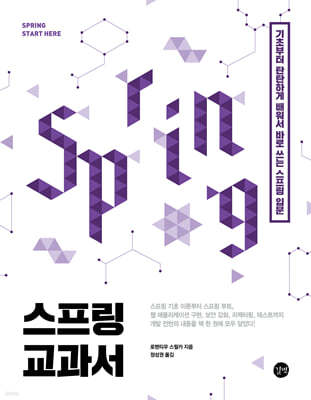 SPRING
START HERE
기초부터 탄탄하게 배워서 바로 쓰는 스프링 입문
Spring
스프링
교과서
스프링 기초 이론부터 스프링 부트,
웹 애플리케이션 구현, 보안 강화, 리팩터링, 테스트까지
개발 전반의 내용을 책 한 권에 모두 담았다!
로렌티우 스필카 지음
정성권 옮김
길벗